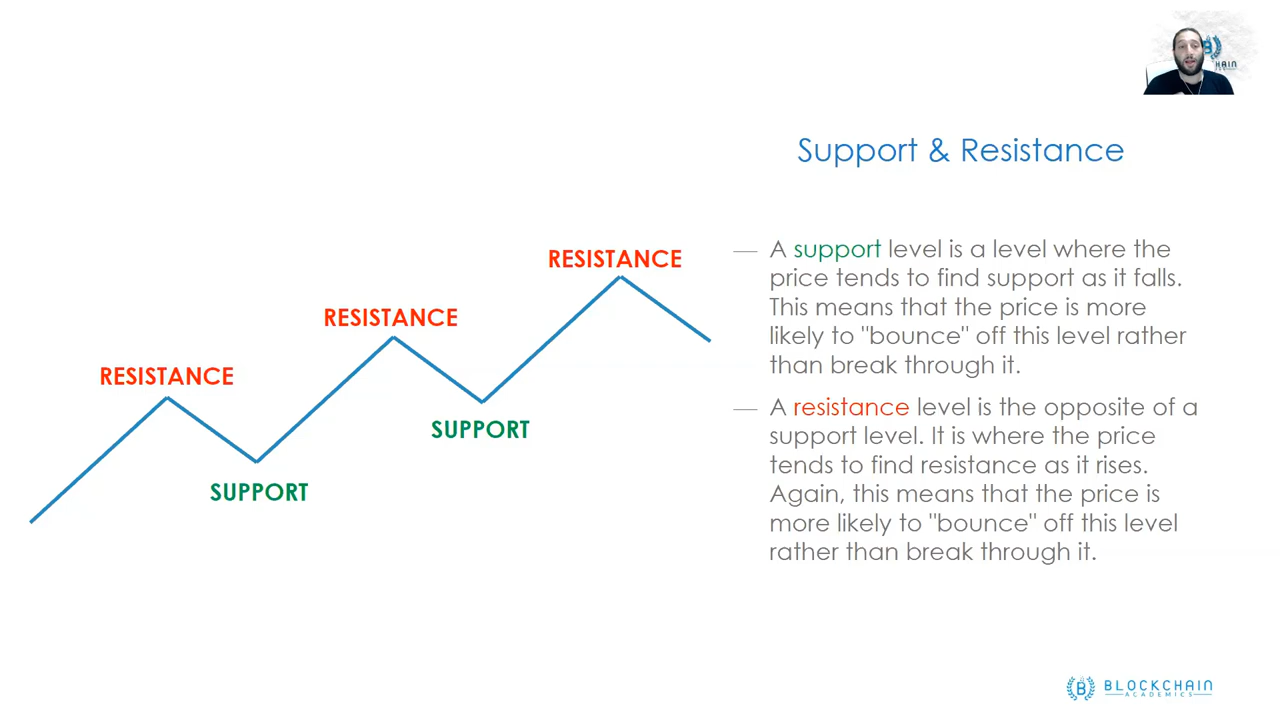 Support & Resistance
RESISTANCE
RESISTANCE
RESISTANCE
SUPPORT
SUPPORT
— A support level is a level where the
price tends to find support as it falls.
This means that the price is more
likely to "bounce" off this level rather
than break through it.
— A resistance level is the opposite of a
support level. It is where the price
tends to find resistance as it rises.
Again, this means that the price is
more likely to "bounce" off this level
rather than break through it.
B BLOCKCHAIN
ACADEMICS